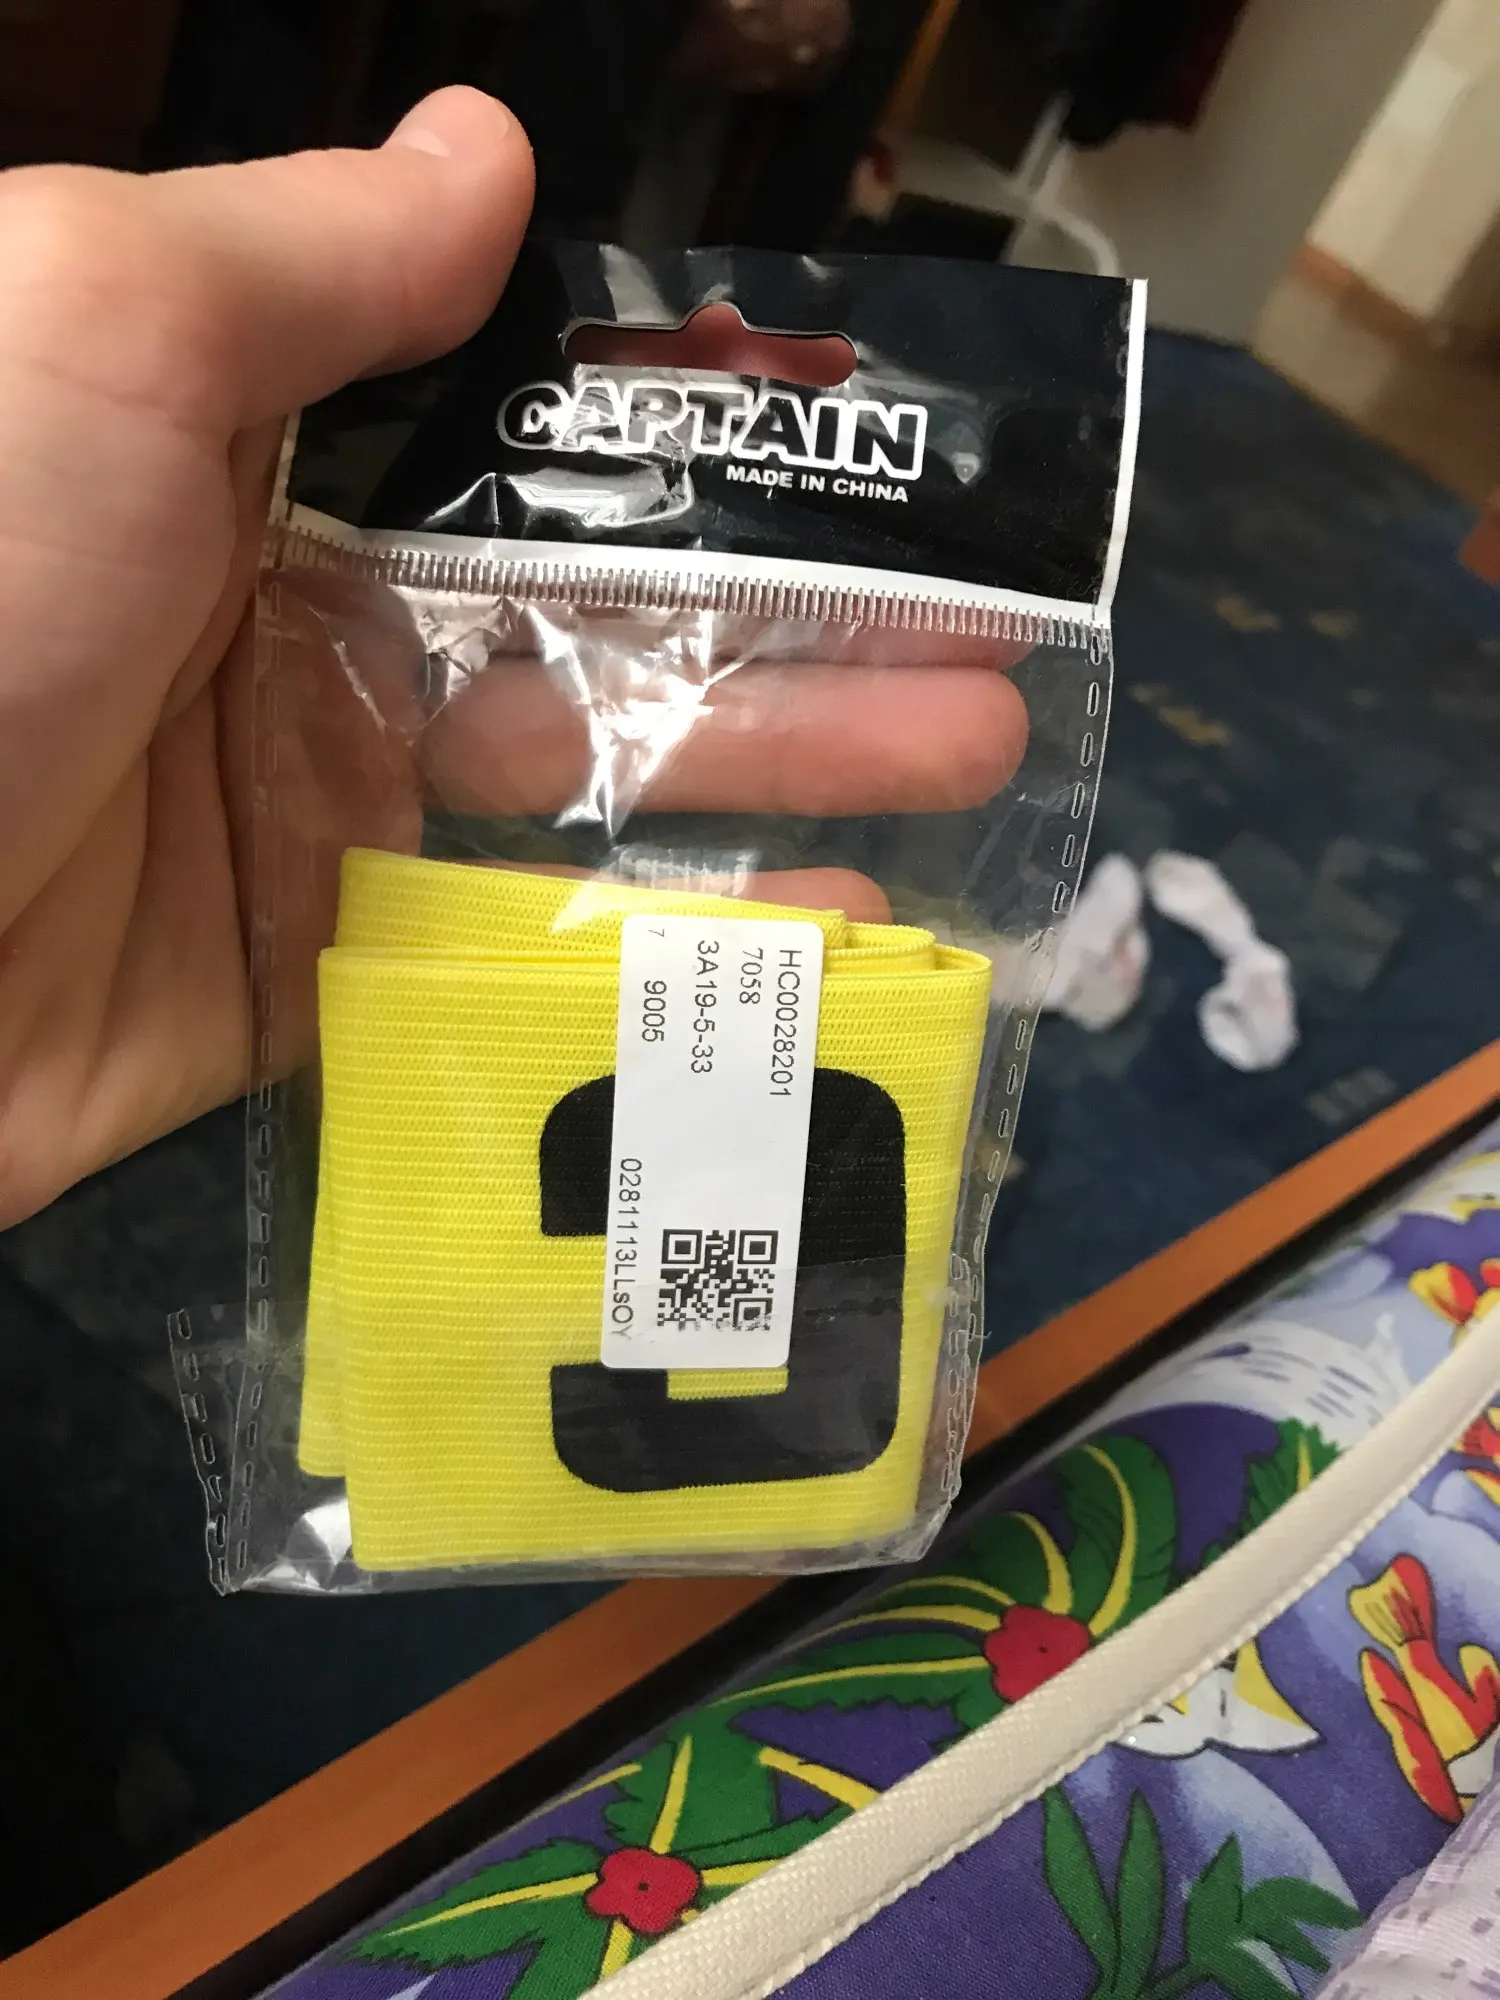 CAPTAIN
MADE IN CHINA
HC0028201
7058
3A19-5-33
7 9005
0281113LLsOY
C